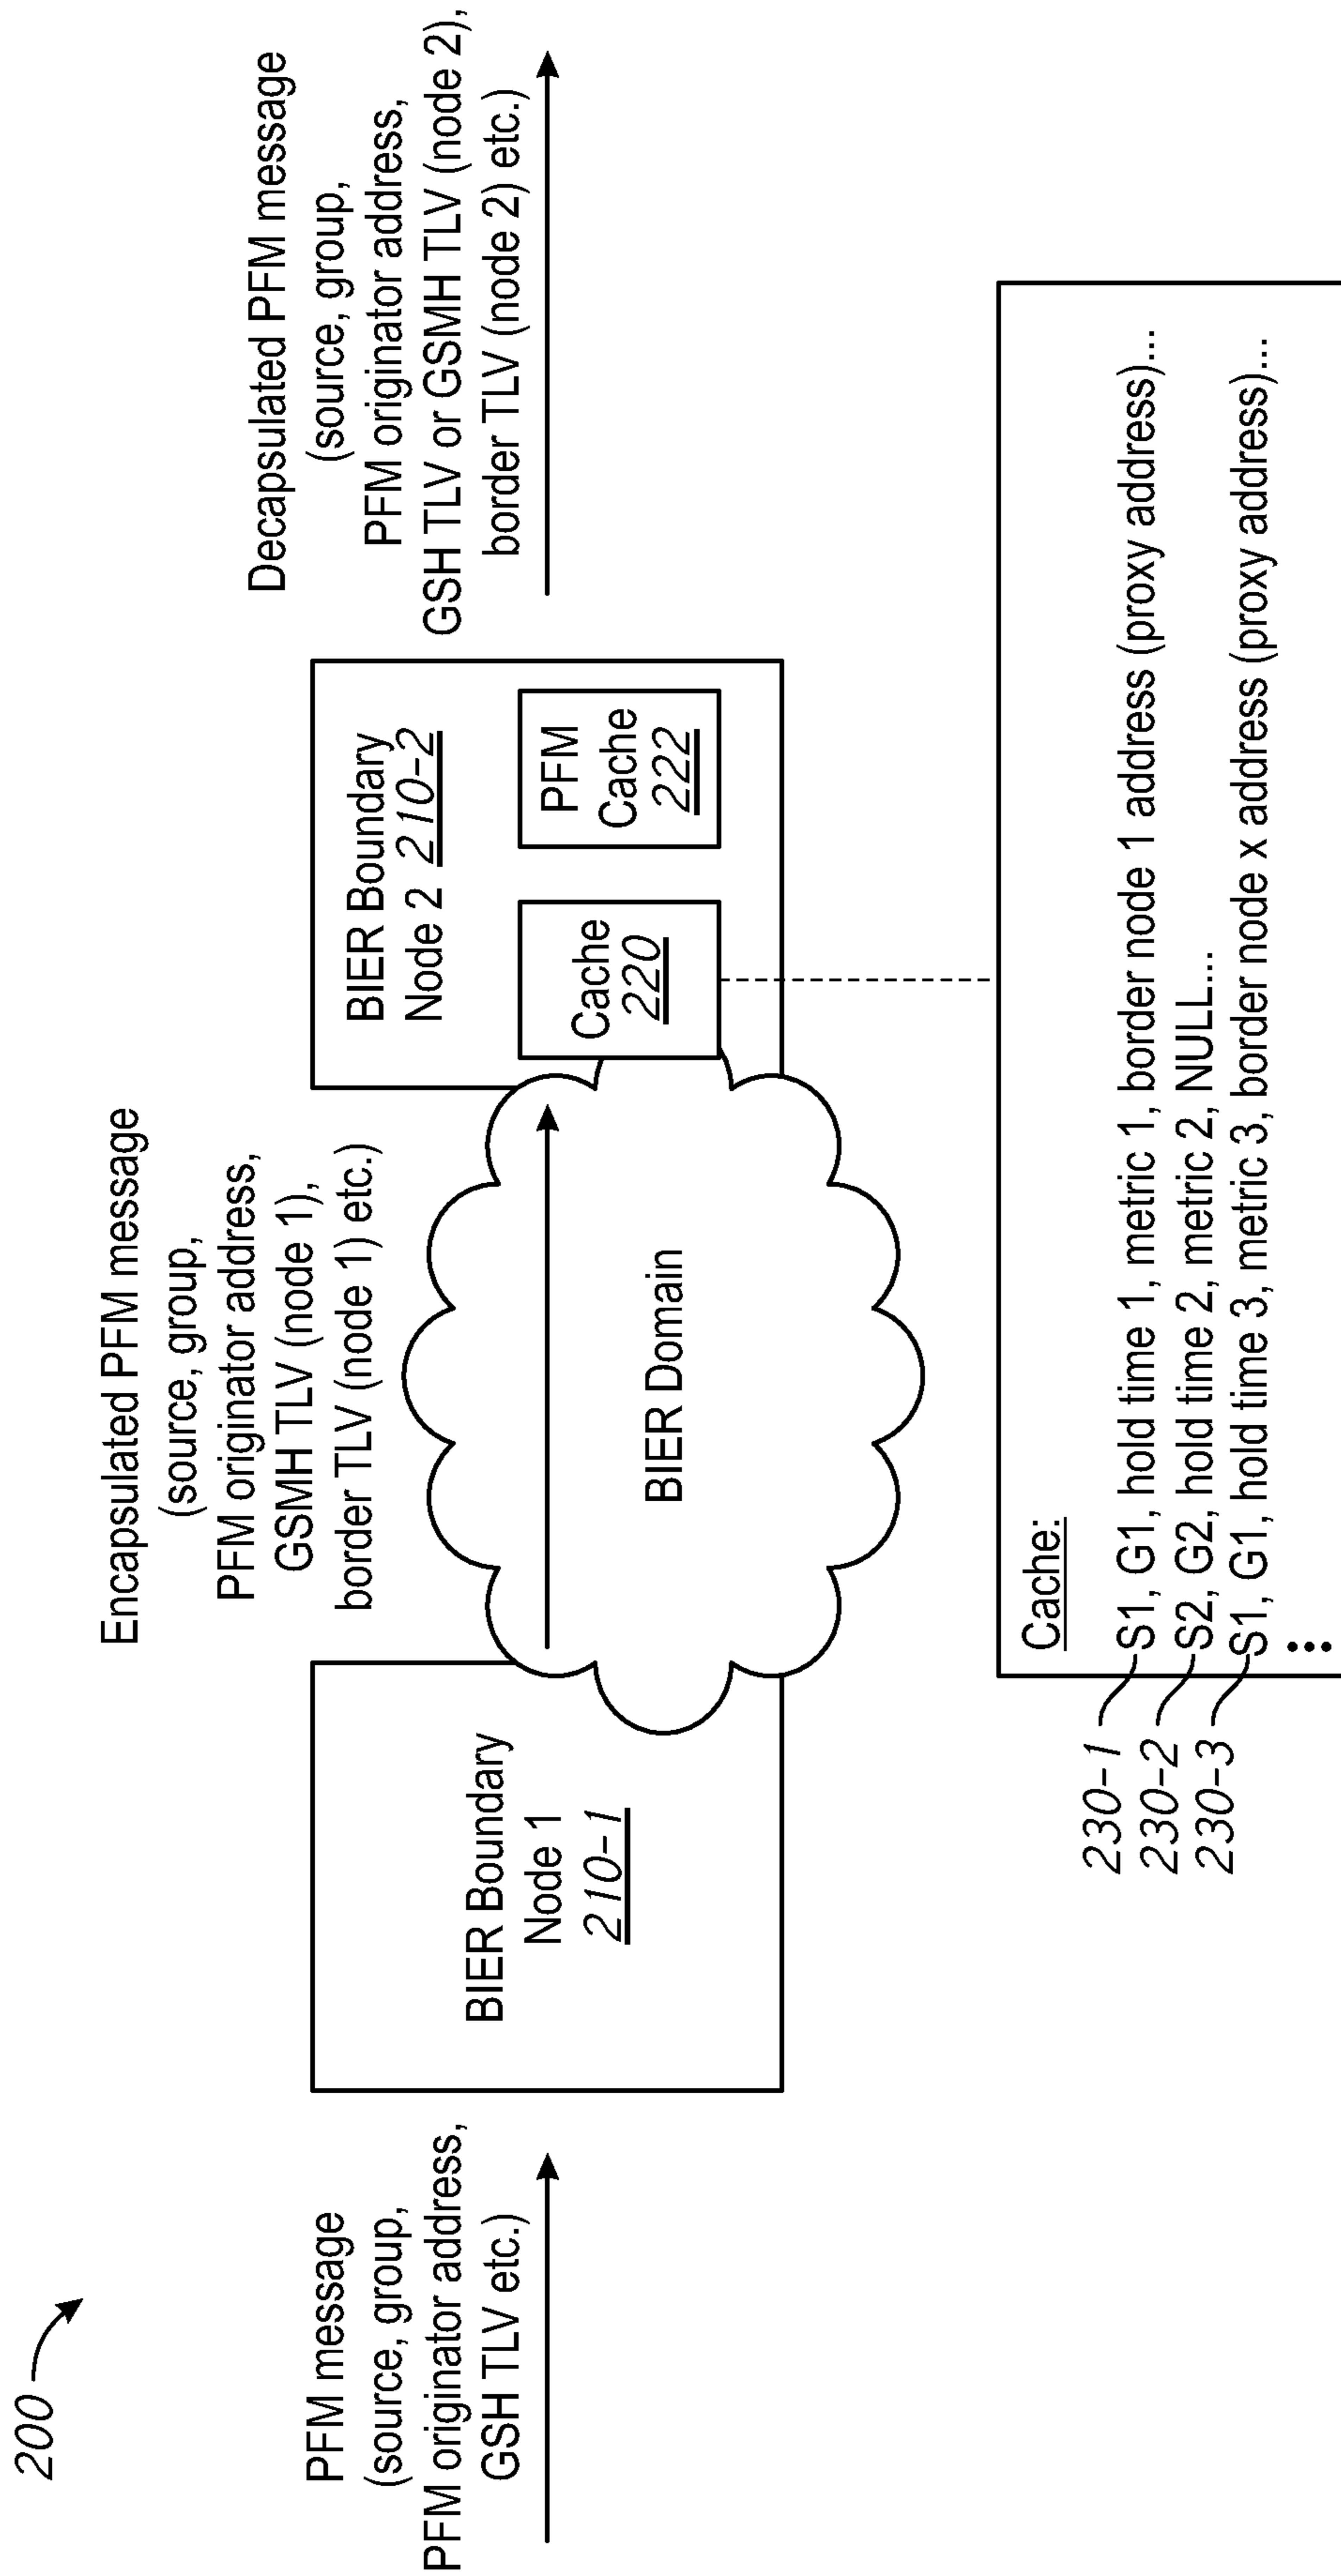 200
PFM message
(source, group,
PFM originator address,
GSH TLV etc.)
BIER Boundary
Node 1
210-1
Encapsulated PFM message
(source, group,
PFM originator address,
GSMH TLV (node 1),
border TLV (node 1) etc.)
BIER Domain
BIER Boundary
Node 2 210-2
Cache
220
PFM
Cache
222
Decapsulated PFM message
(source, group,
PFM originator address,
GSH TLV or GSMH TLV (node 2),
border TLV (node 2) etc.)
Cache:
230-1 S1, G1, hold time 1, metric 1, border node 1 address (proxy address)...
230-2 S2, G2, hold time 2, metric 2, NULL...
230-3 S1, G1, hold time 3, metric 3, border node x address (proxy address)...